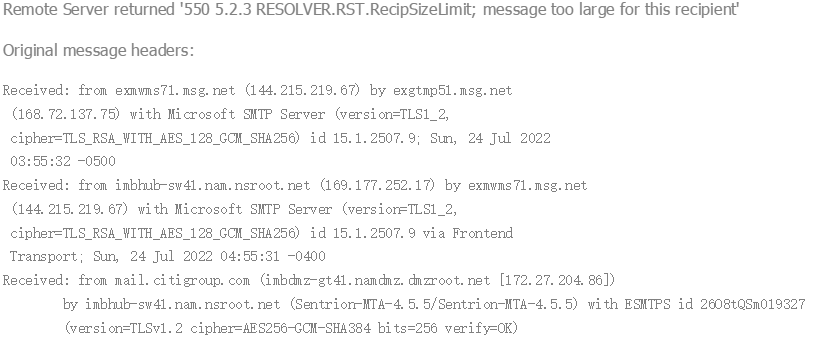 Remote Server returned '550 5.2.3 RESOLVER.RST.RecipSizeLimit; message too large for this recipient'
Original message headers:
Received: from exmwms71.msg.net (144.215.219.67) by exgtmp51.msg.net
(168.72.137.75) with Microsoft SMTP Server (version=TLS1_2,
cipher=TLS_RSA_WITH_AES_128_GCM_SHA256) id 15.1.2507.9; Sun, 24 Jul 2022
03:55:32 -0500
Received: from imbhub-sw41.nam.nsroot.net (169.177.252.17) by exmwms71.msg.net
(144.215.219.67) with Microsoft SMTP Server (version=TLS1_2,
cipher=TLS_RSA_WITH_AES_128_GCM_SHA256) id 15.1.2507.9 via Frontend
Transport; Sun, 24 Jul 2022 04:55:31 -0400
Received: from mail.citigroup.com (imbdmz-gt41.namdmz.dmzroot.net [172.27.204.86])
by imbhub-sw41.nam.nsroot.net (Sentrion-MTA-4.5.5/Sentrion-MTA-4.5.5) with ESMTPS id 26O8tQSm019327
(version=TLSv1.2 cipher=AES256-GCM-SHA384 bits=256 verify=OK)